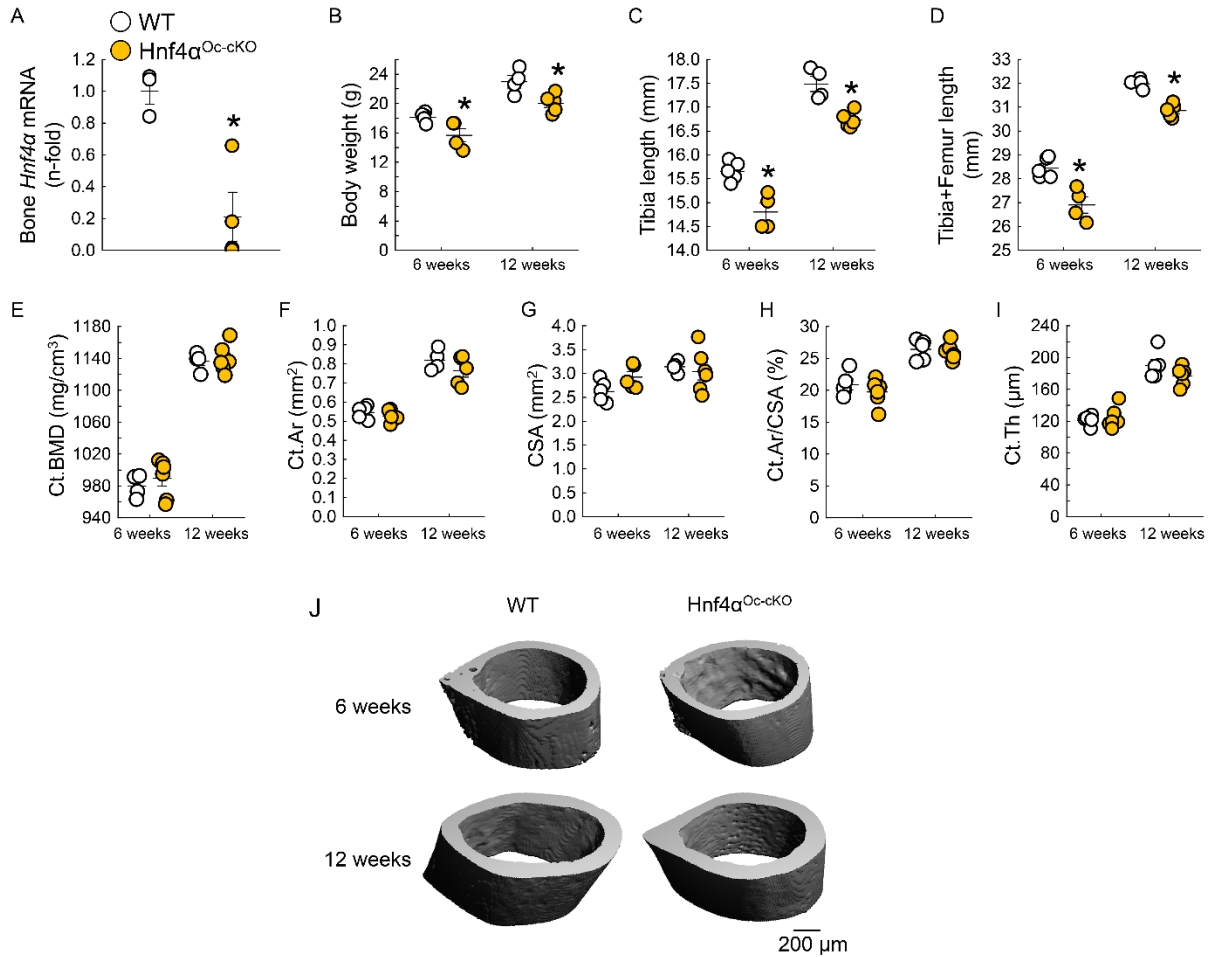 A
WT
Hnf4α^Oc-cKO
Bone Hnf4α mRNA
(n-fold)
1.2
1.0
0.8
0.6
0.4
0.2
0.0
*
B
Body weight (g)
24
20
16
12
8
4
0
*
*
6 weeks
12 weeks
C
Tibia length (mm)
18.0
17.5
17.0
16.5
16.0
15.5
15.0
14.5
14.0
*
*
6 weeks
12 weeks
D
Tibia+Femur length
(mm)
33
32
31
30
29
28
27
26
25
*
*
6 weeks
12 weeks
E
Ct.BMD (mg/cm³)
1180
1140
1100
1060
1020
980
940
6 weeks
12 weeks
F
Ct.Ar (mm²)
1.0
0.9
0.8
0.7
0.6
0.5
0.4
0.3
0.2
0.1
0.0
6 weeks
12 weeks
G
CSA (mm²)
4.0
3.5
3.0
2.5
2.0
1.5
1.0
0.5
0.0
6 weeks
12 weeks
H
Ct.Ar/CSA (%)
30
25
20
15
10
5
0
6 weeks
12 weeks
I
Ct.Th (µm)
240
200
160
120
80
40
0
6 weeks
12 weeks
J
WT
Hnf4α^Oc-cKO
6 weeks
12 weeks
200 µm